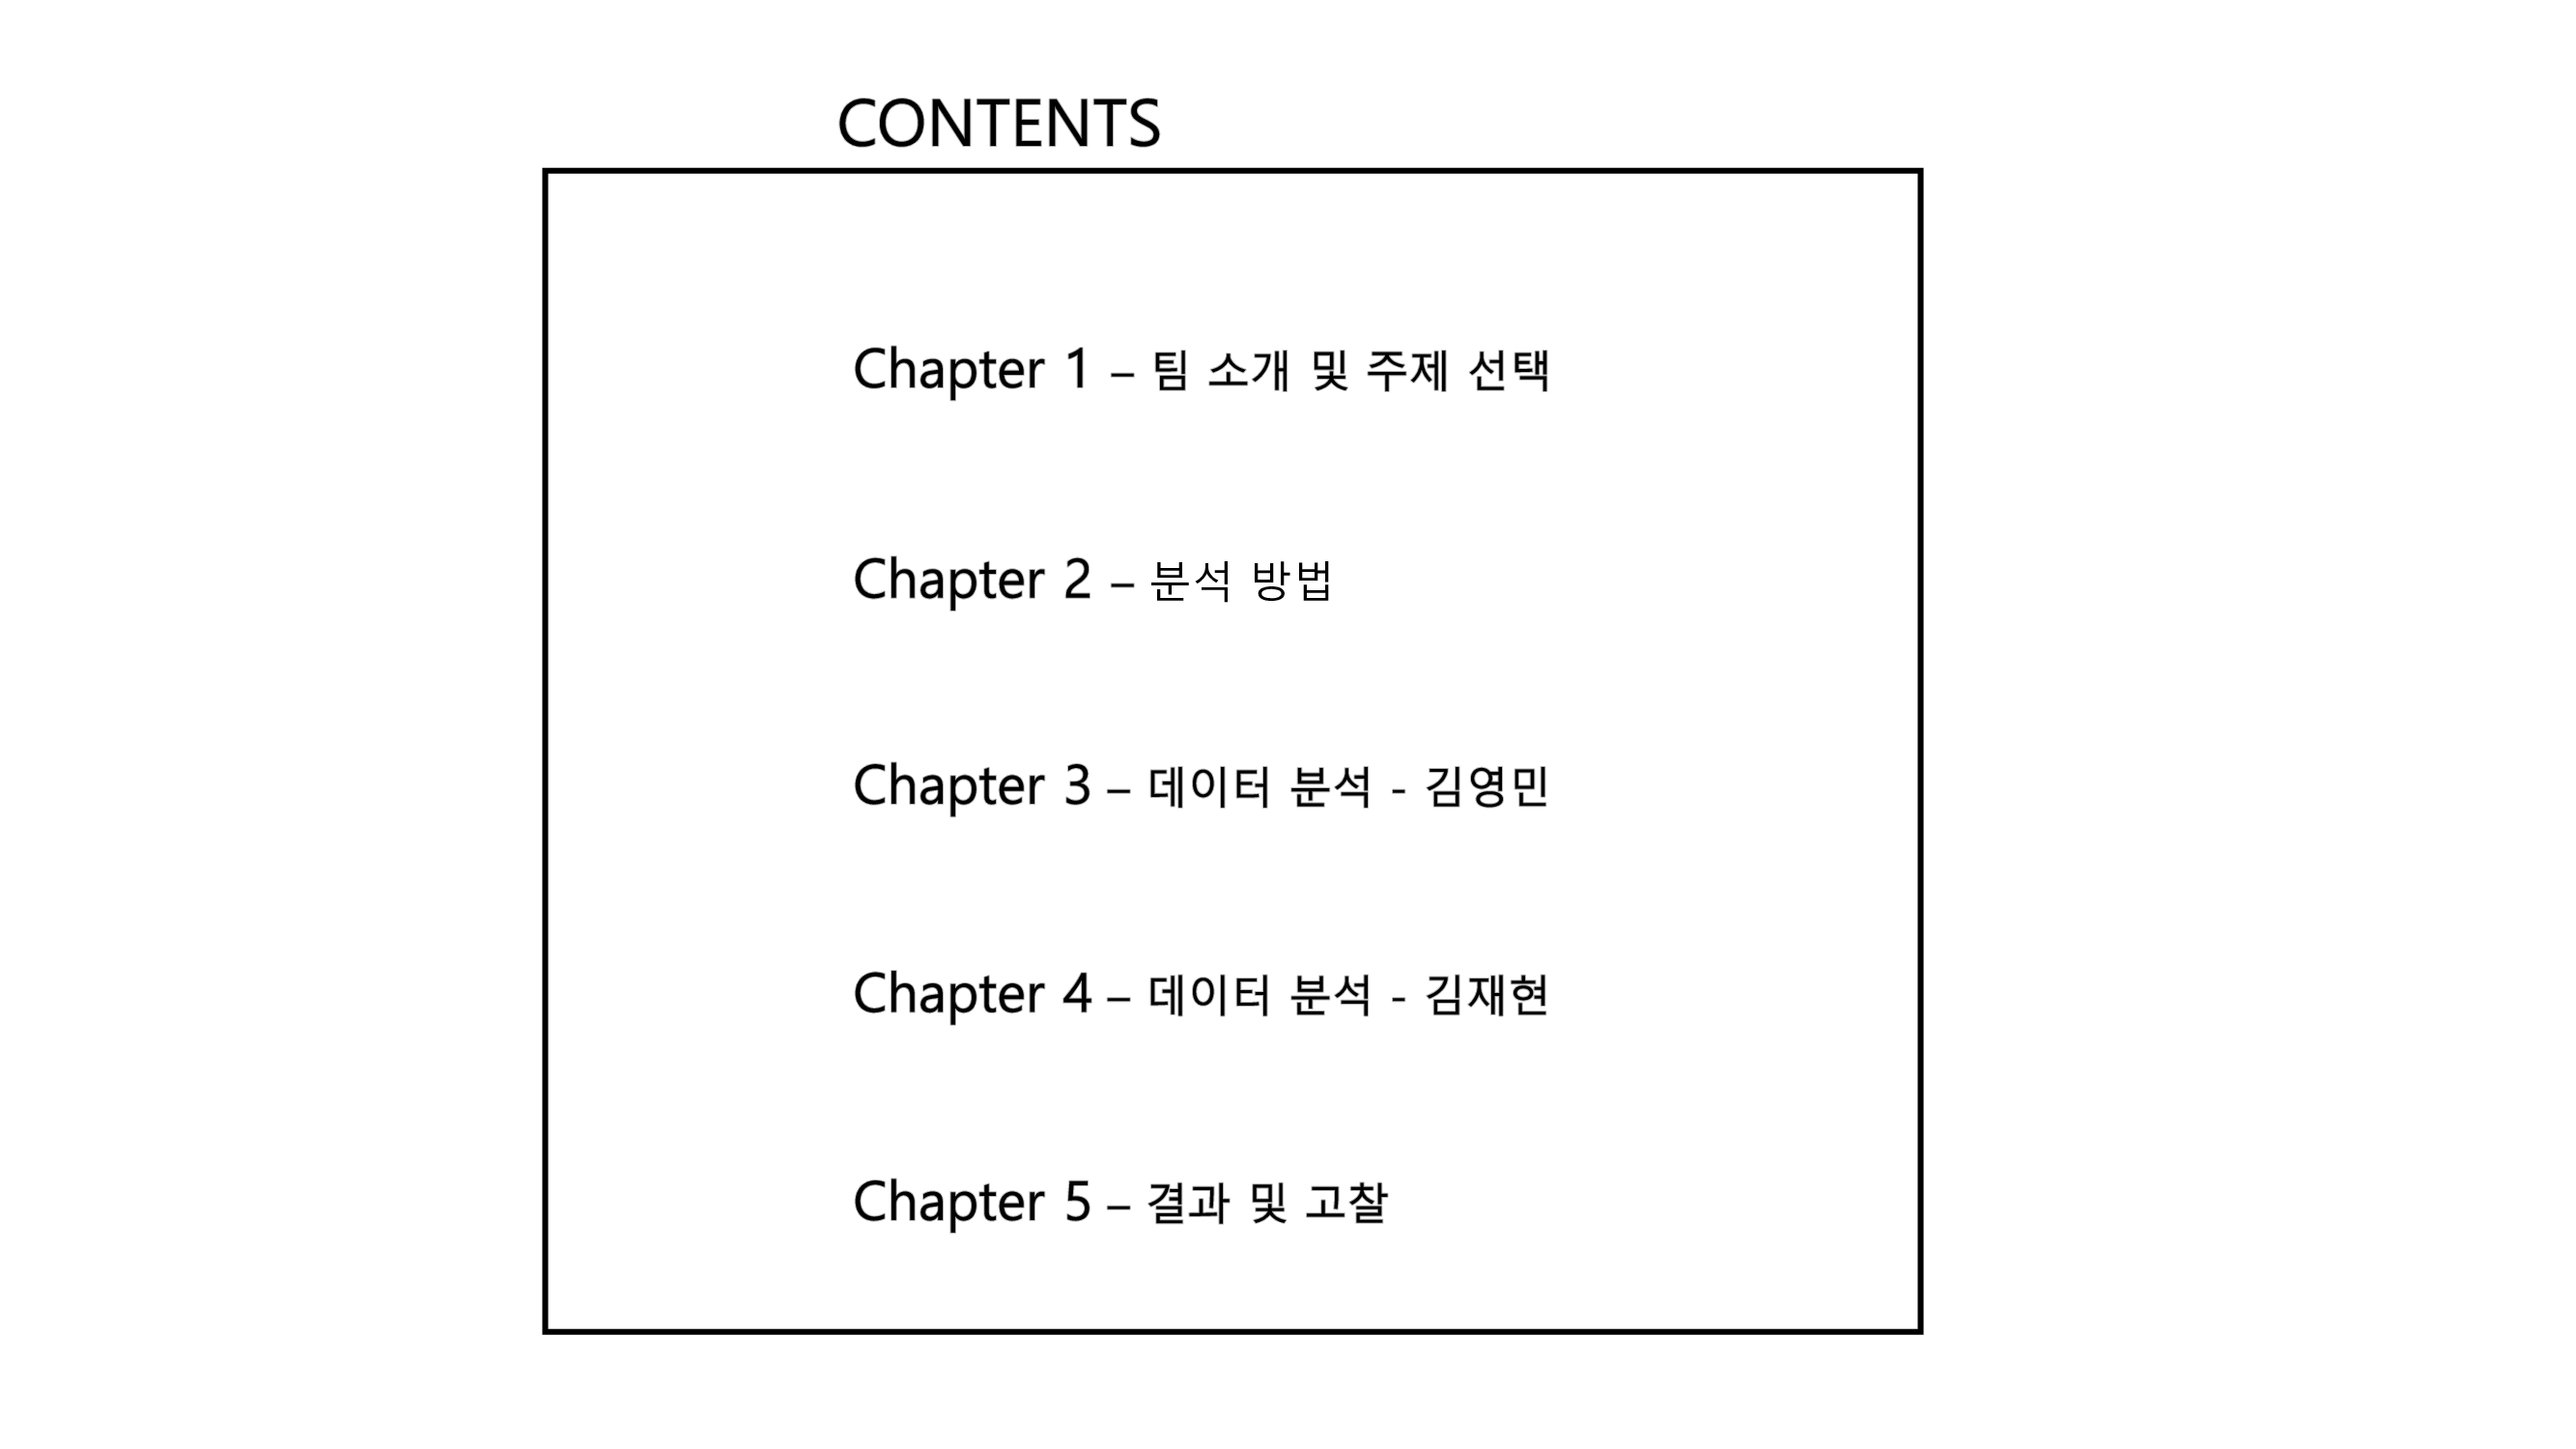 CONTENTS
Chapter 1 – 팀 소개 및 주제 선택
Chapter 2 – 분석 방법
Chapter 3 – 데이터 분석 - 김영민
Chapter 4 – 데이터 분석 - 김재현
Chapter 5 – 결과 및 고찰